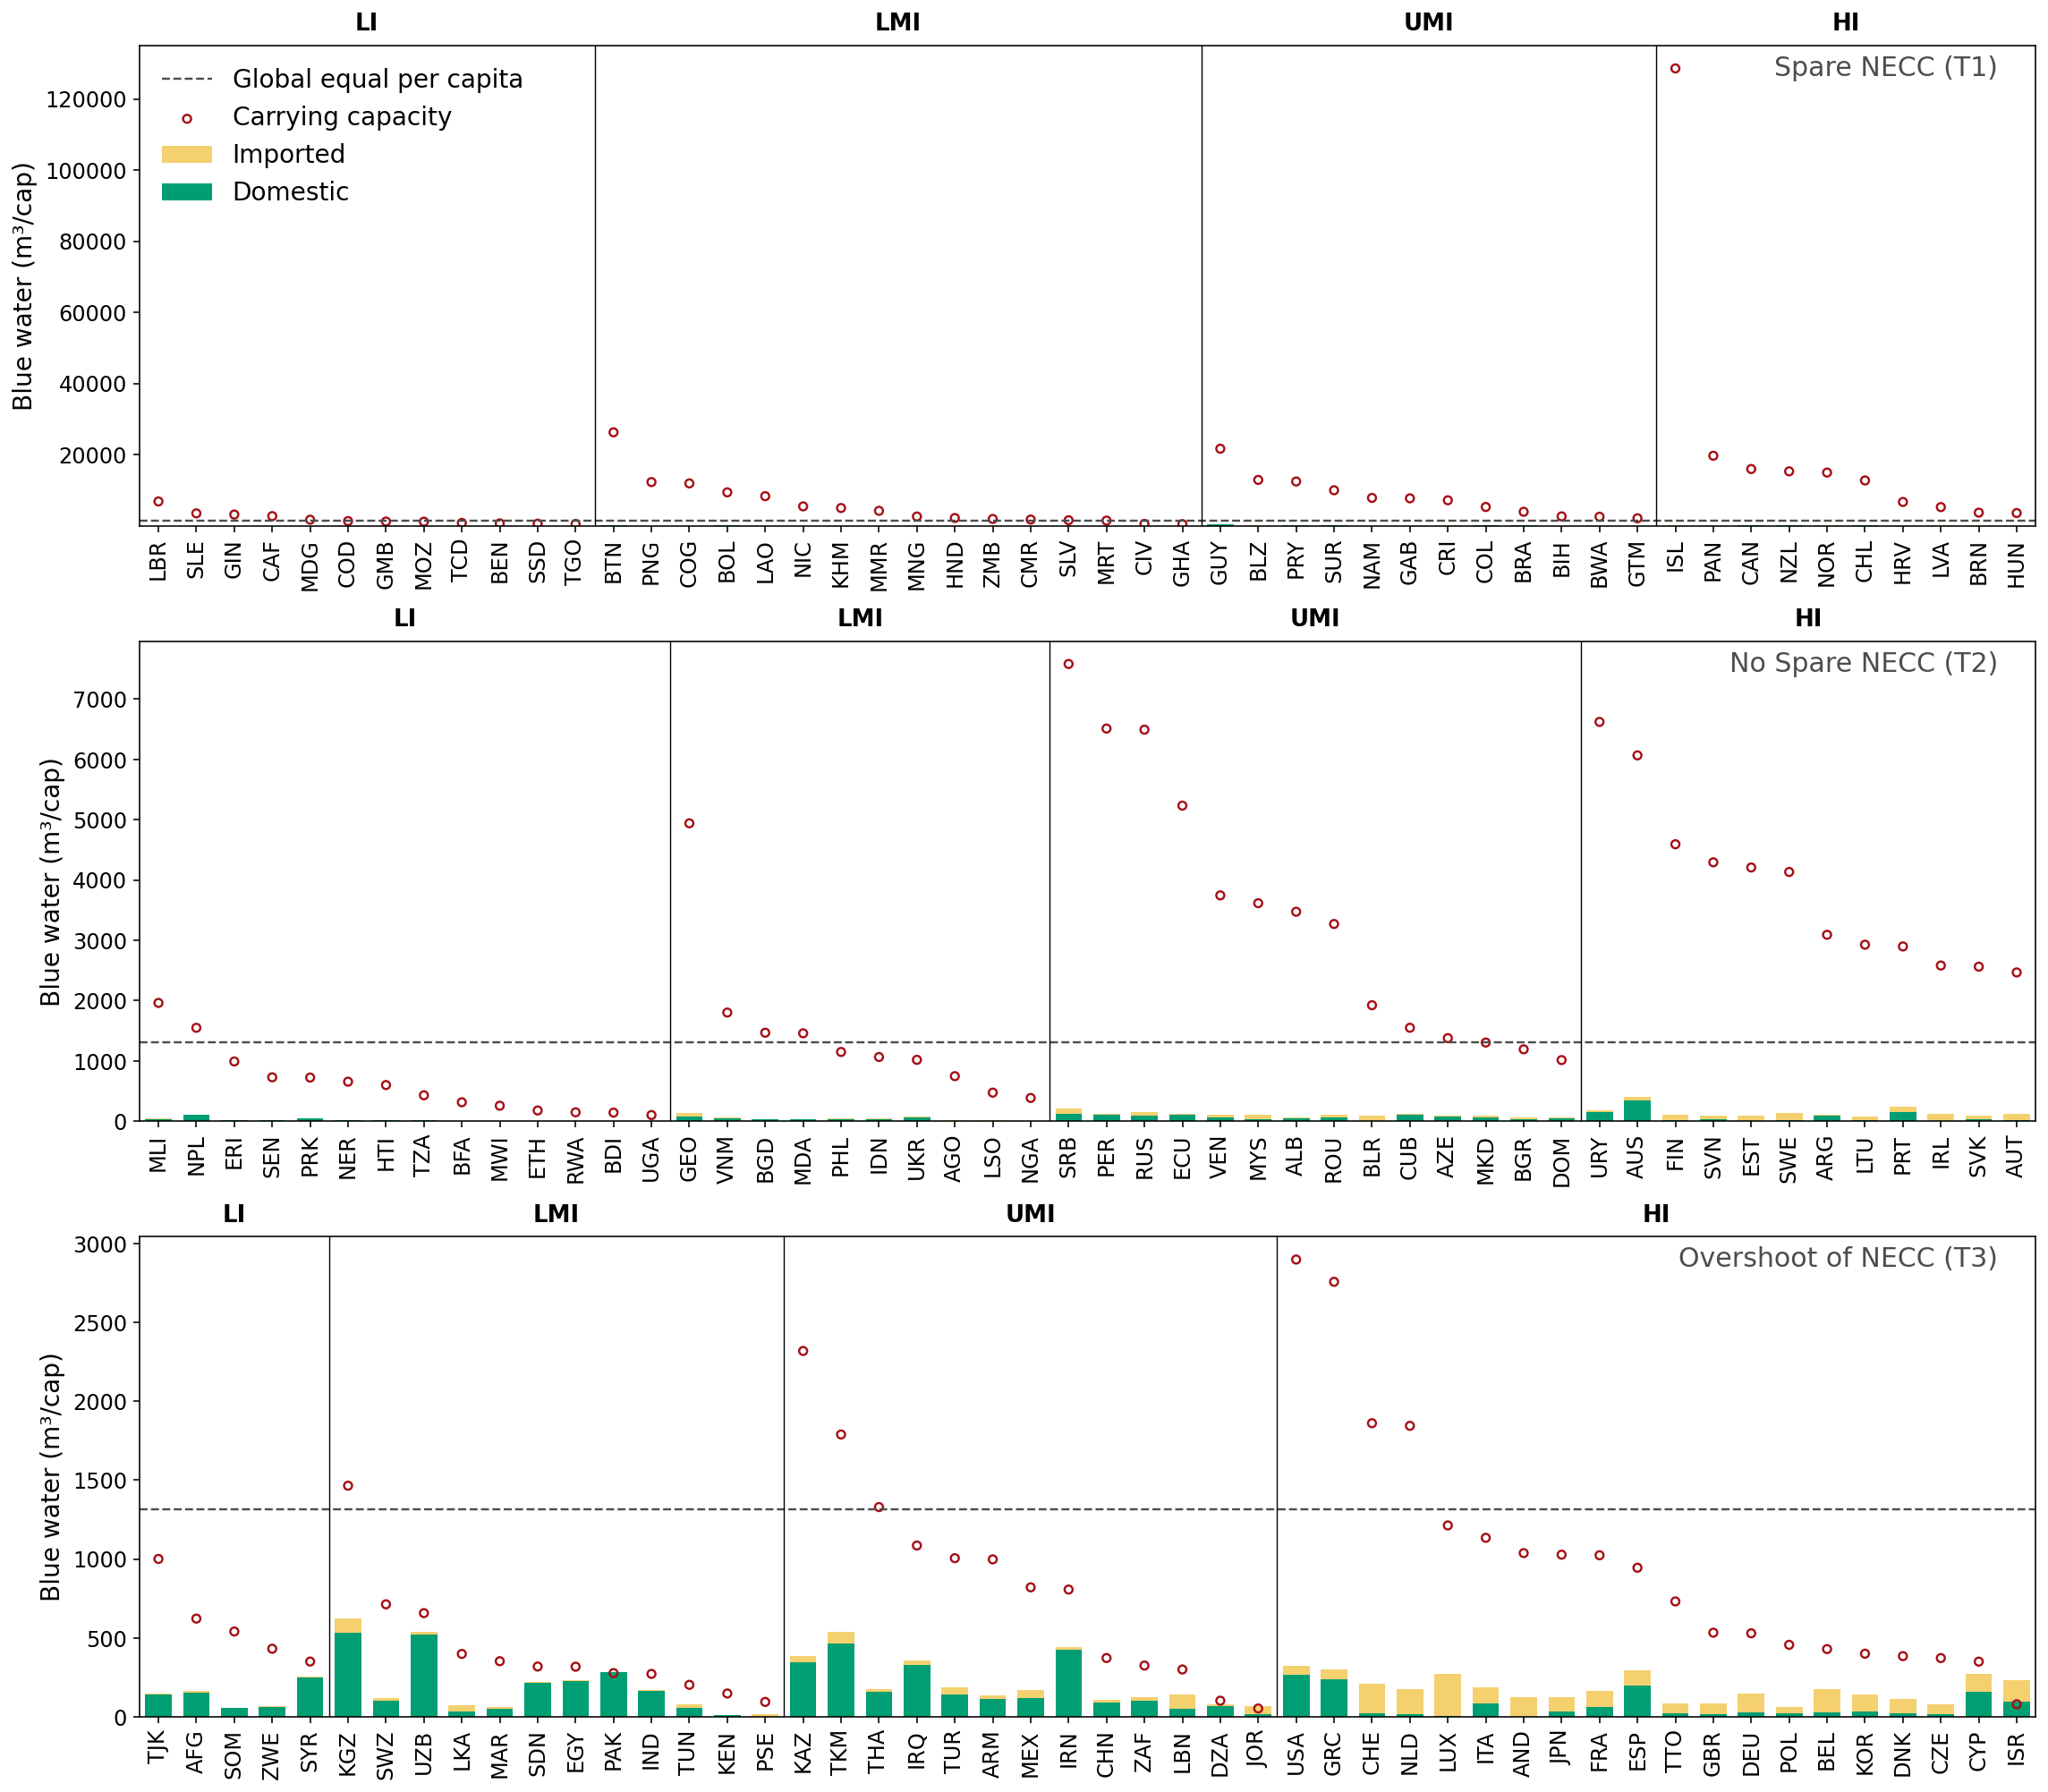 LI LMI UMI HI
Spare NECC (T1)
Global equal per capita
Carrying capacity
Imported
Domestic
Blue water (m³/cap)
120000
100000
80000
60000
40000
20000
LBR SLE GIN CAF MDG COD GMB MOZ TCD BEN SSD TGO BTN PNG COG BOL LAO NIC KHM MMR MNG HND ZMB CMR SLV MRT CIV GHA GUY BLZ PRY SUR NAM GAB CRI COL BRA BIH BWA GTM ISL PAN CAN NZL NOR CHL HRV LVA BRN HUN
LI LMI UMI HI
No Spare NECC (T2)
Blue water (m³/cap)
7000
6000
5000
4000
3000
2000
1000
0
MLI NPL ERI SEN PRK NER HTI TZA BFA MWI ETH RWA BDI UGA GEO VNM BGD MDA PHL IDN UKR AGO LSO NGA SRB PER RUS ECU VEN MYS ALB ROU BLR CUB AZE MKD BGR DOM URY AUS FIN SVN EST SWE ARG LTU PRT IRL SVK AUT
LI LMI UMI HI
Overshoot of NECC (T3)
Blue water (m³/cap)
3000
2500
2000
1500
1000
500
0
TJK AFG SOM ZWE SYR KGZ SWZ UZB LKA MAR SDN EGY PAK IND TUN KEN PSE KAZ TKM THA IRQ TUR ARM MEX IRN CHN ZAF LBN DZA JOR USA GRC CHE NLD LUX ITA AND JPN FRA ESP TTO GBR DEU POL BEL KOR DNK CZE CYP ISR